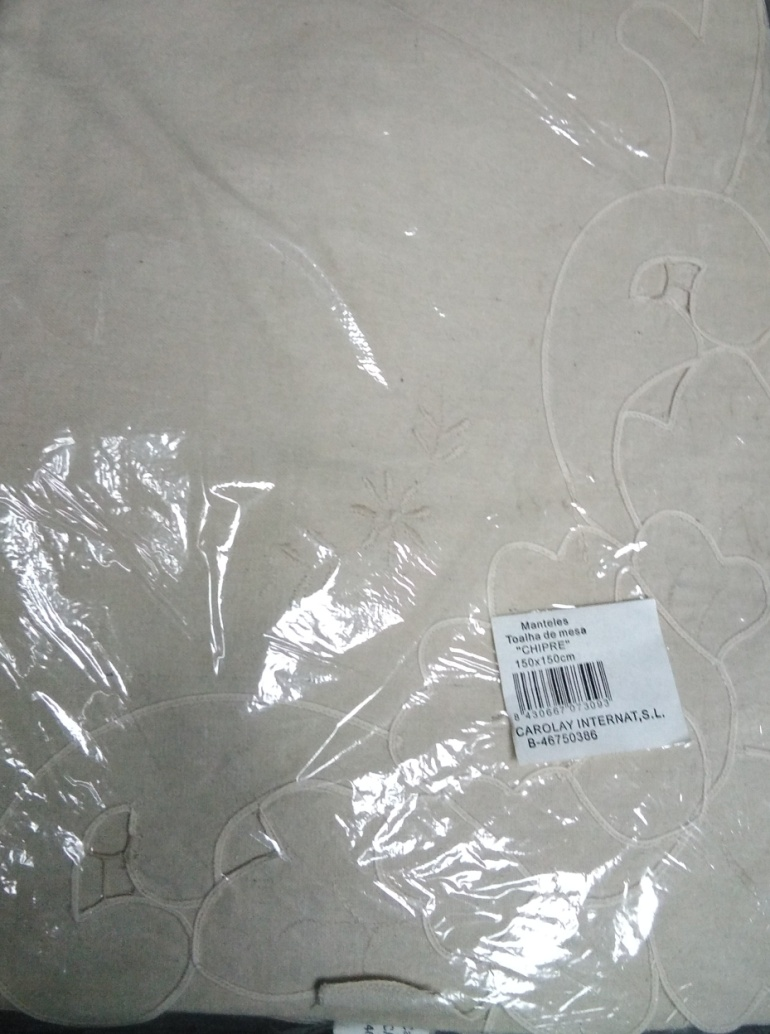 Manteles
Toalha de mesa
"CHIPRE"
150x150cm
8 430667 073093
CAROLAY INTERNAT,S.L.
B-46750386